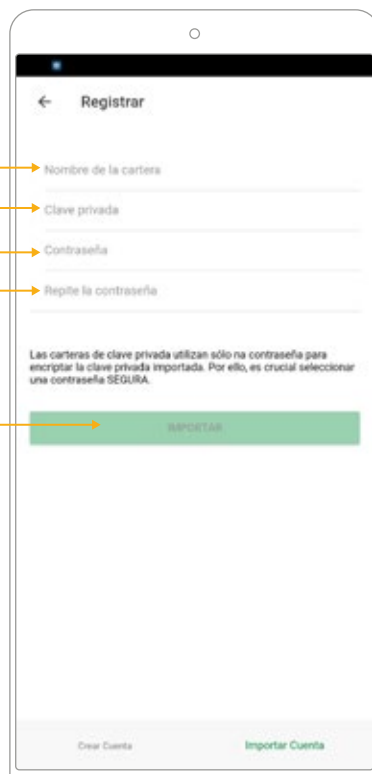 Registrar
Nombre de la cartera
Clave privada
Contraseña
Repite la contraseña
Las carteras de clave privada utilizan sólo na contraseña para
encriptar la clave privada importada. Por ello, es crucial seleccionar
una contraseña SEGURA.
IMPORTAR
Crear Cuenta
Importar Cuenta